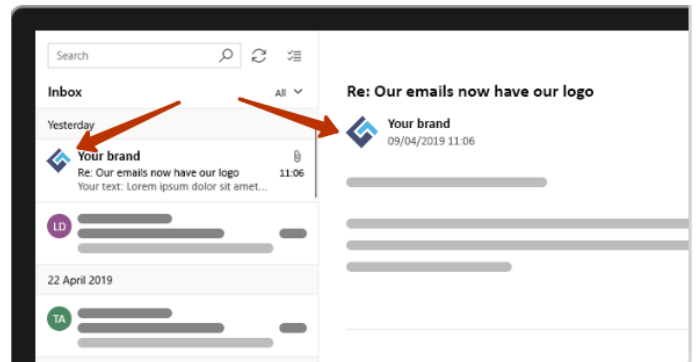 Search
Inbox
All
Yesterday
Your brand
Re: Our emails now have our logo
11:06
Your text: Lorem ipsum dolor sit amet...
LD
22 April 2019
TA
Re: Our emails now have our logo
Your brand
09/04/2019 11:06